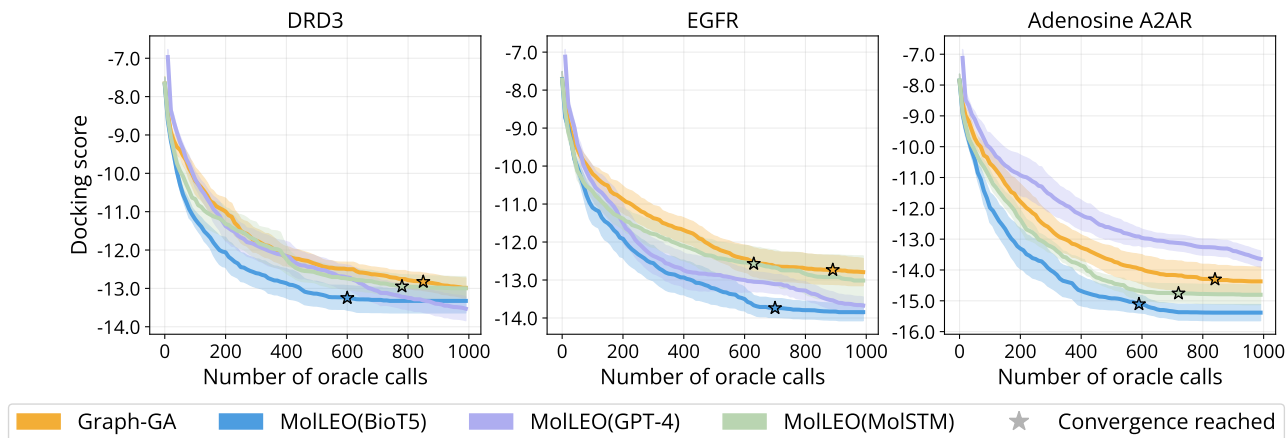 DRD3
EGFR
Adenosine A2AR
Docking score
-7.0
-8.0
-9.0
-10.0
-11.0
-12.0
-13.0
-14.0
0 200 400 600 800 1000
Number of oracle calls
-7.0
-8.0
-9.0
-10.0
-11.0
-12.0
-13.0
-14.0
0 200 400 600 800 1000
Number of oracle calls
-7.0
-8.0
-9.0
-10.0
-11.0
-12.0
-13.0
-14.0
-15.0
-16.0
0 200 400 600 800 1000
Number of oracle calls
Graph-GA MolLEO(BioT5) MolLEO(GPT-4) MolLEO(MolSTM) Convergence reached